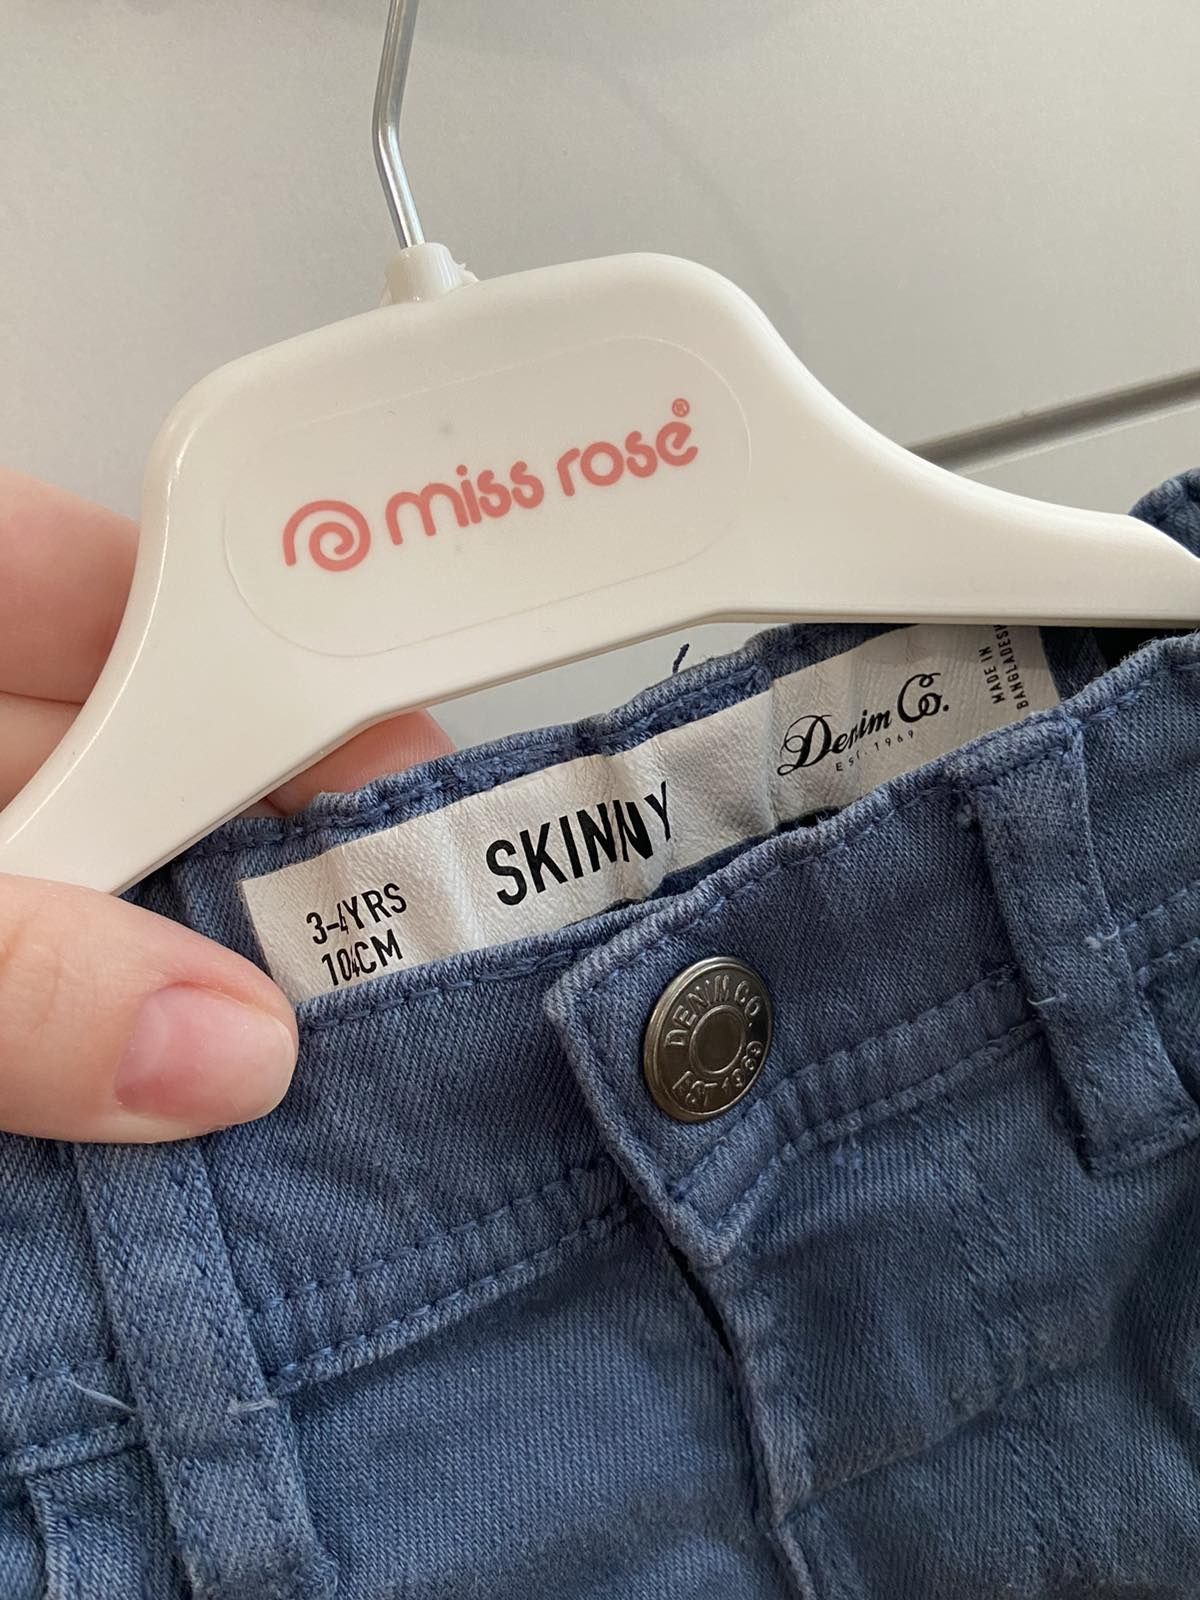 miss rose®
Denim Co.
EST. 1969
MADE IN
BANGLADESH
SKINNY
3-4YRS
104CM
DENIM CO.
EST 1969